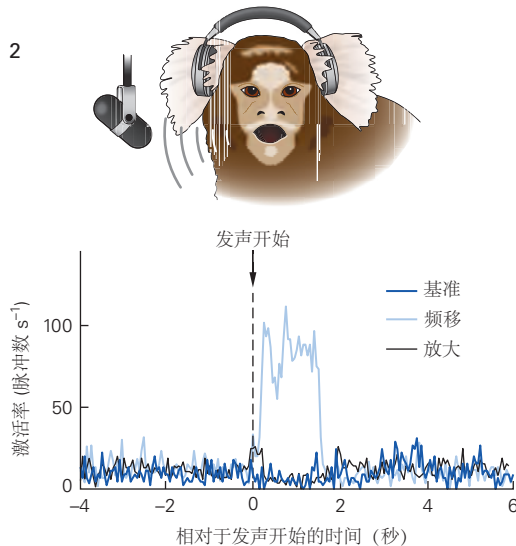 2
发声开始
基准
频移
放大
激活率 (脉冲数 s⁻¹)
100
50
0
−4 −2 0 2 4 6
相对于发声开始的时间（秒）